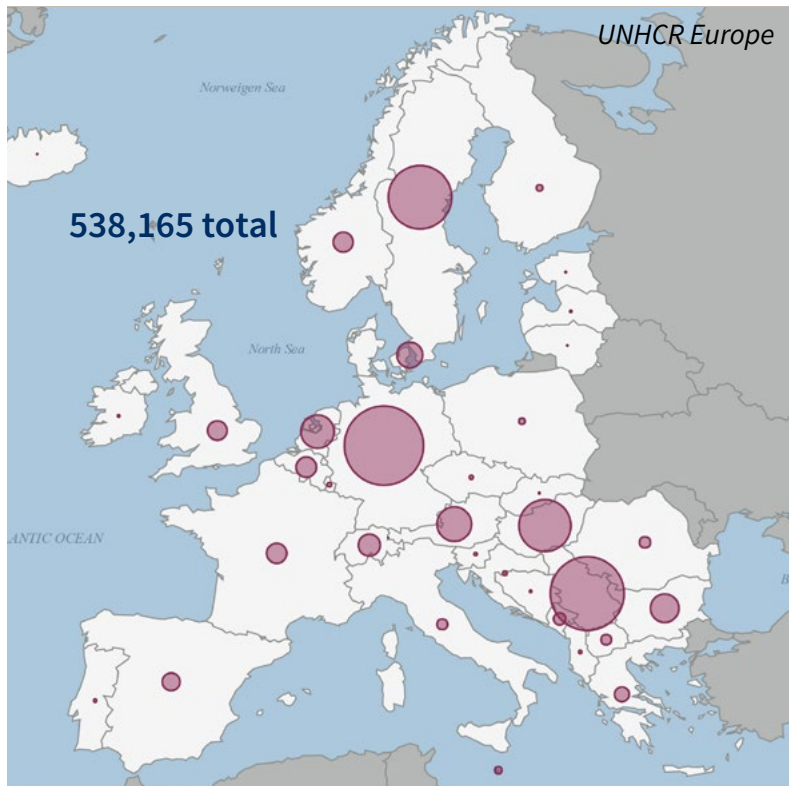 UNHCR Europe
Norweigen Sea
538,165 total
North Sea
ANTIC OCEAN
B